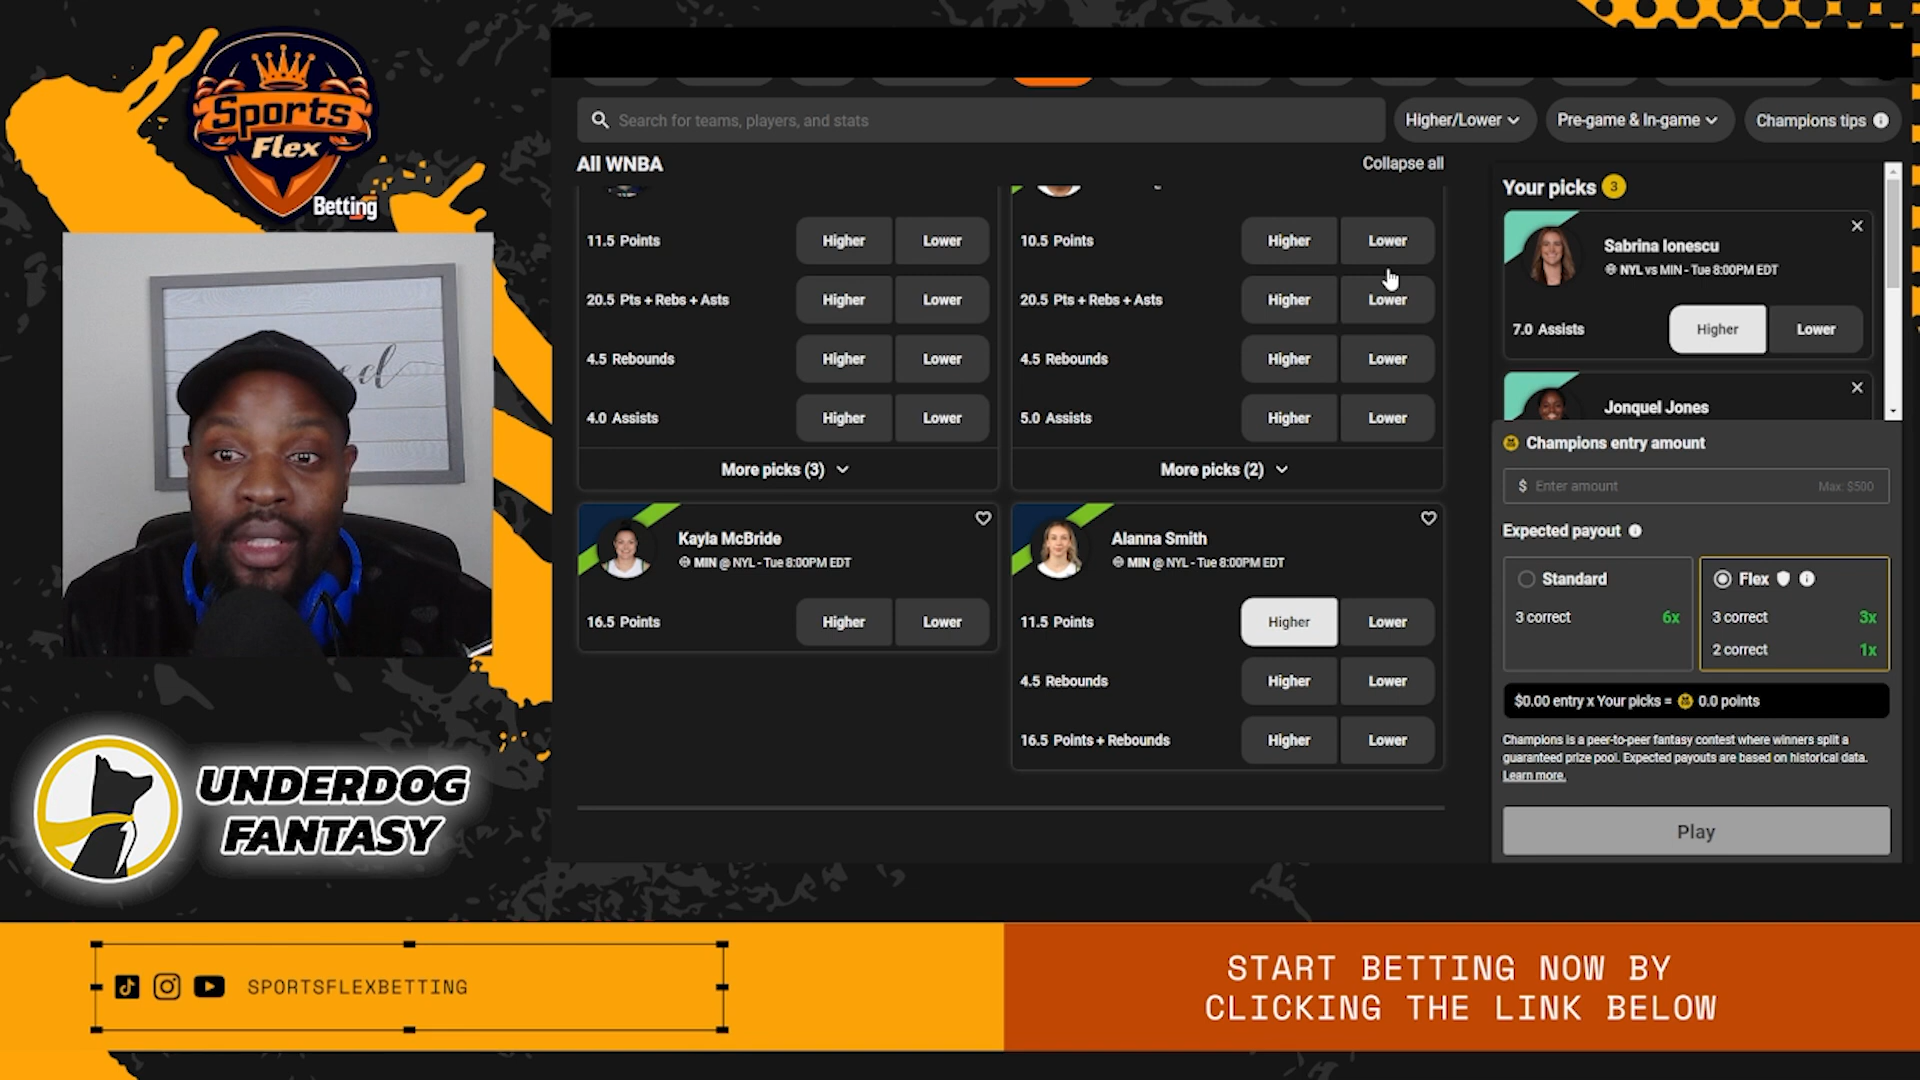 Sports
Flex
Betting
ed
UNDERDOG
FANTASY
Search for teams, players, and stats
Higher/Lower
Pre-game & In-game
Champions tips
All WNBA
Collapse all
11.5 Points
Higher
Lower
20.5 Pts + Rebs + Asts
Higher
Lower
4.5 Rebounds
Higher
Lower
4.0 Assists
Higher
Lower
More picks (3)
10.5 Points
Higher
Lower
20.5 Pts + Rebs + Asts
Higher
Lower
4.5 Rebounds
Higher
Lower
5.0 Assists
Higher
Lower
More picks (2)
Kayla McBride
MIN @ NYL - Tue 8:00PM EDT
16.5 Points
Higher
Lower
Alanna Smith
MIN @ NYL - Tue 8:00PM EDT
11.5 Points
Higher
Lower
4.5 Rebounds
Higher
Lower
16.5 Points + Rebounds
Higher
Lower
Your picks 3
Sabrina Ionescu
NYL vs MIN - Tue 8:00PM EDT
7.0 Assists
Higher
Lower
Jonquel Jones
Champions entry amount
$ Enter amount
Max: $500
Expected payout
Standard
3 correct 6x
Flex
3 correct 3x
2 correct 1x
$0.00 entry x Your picks = 0.0 points
Champions is a peer-to-peer fantasy contest where winners split a
guaranteed prize pool. Expected payouts are based on historical data.
Learn more.
Play
SPORTSFLEXBETTING
START BETTING NOW BY
CLICKING THE LINK BELOW